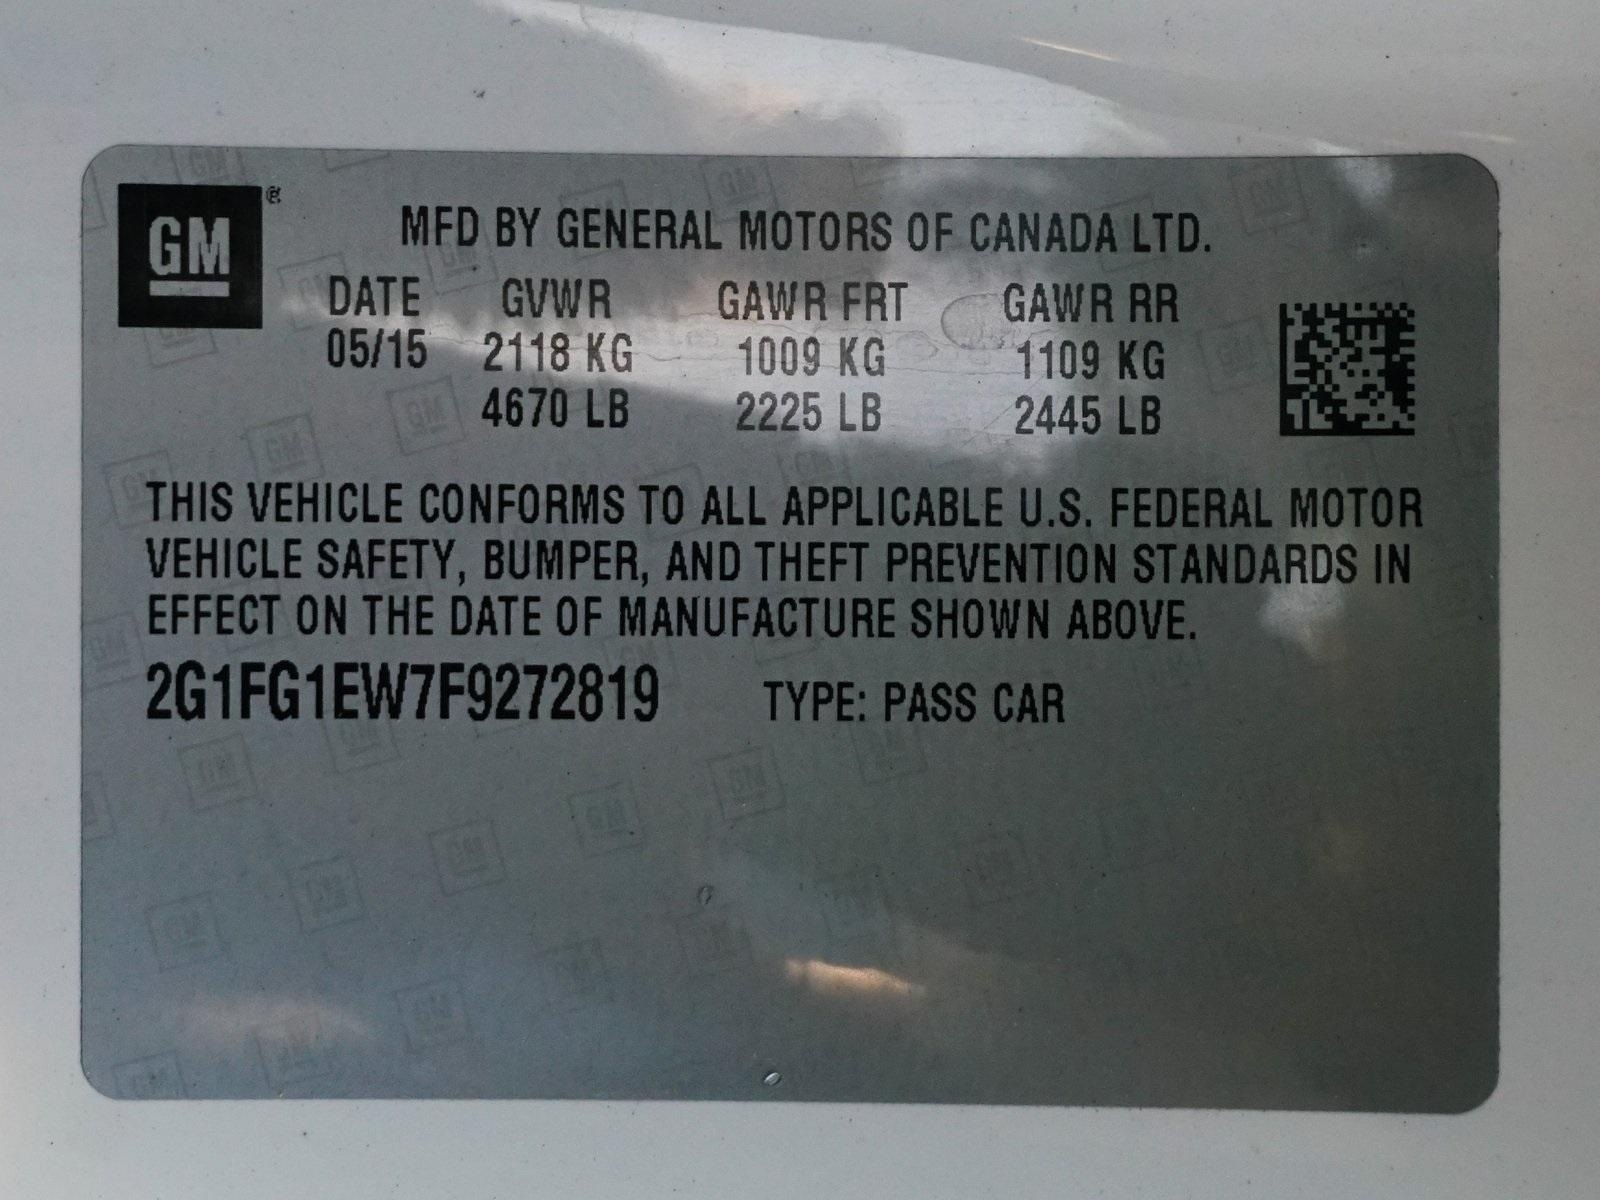 GM ®
MFD BY GENERAL MOTORS OF CANADA LTD.
DATE GVWR GAWR FRT GAWR RR
05/15 2118 KG 1009 KG 1109 KG
4670 LB 2225 LB 2445 LB
THIS VEHICLE CONFORMS TO ALL APPLICABLE U.S. FEDERAL MOTOR
VEHICLE SAFETY, BUMPER, AND THEFT PREVENTION STANDARDS IN
EFFECT ON THE DATE OF MANUFACTURE SHOWN ABOVE.
2G1FG1EW7F9272819 TYPE: PASS CAR